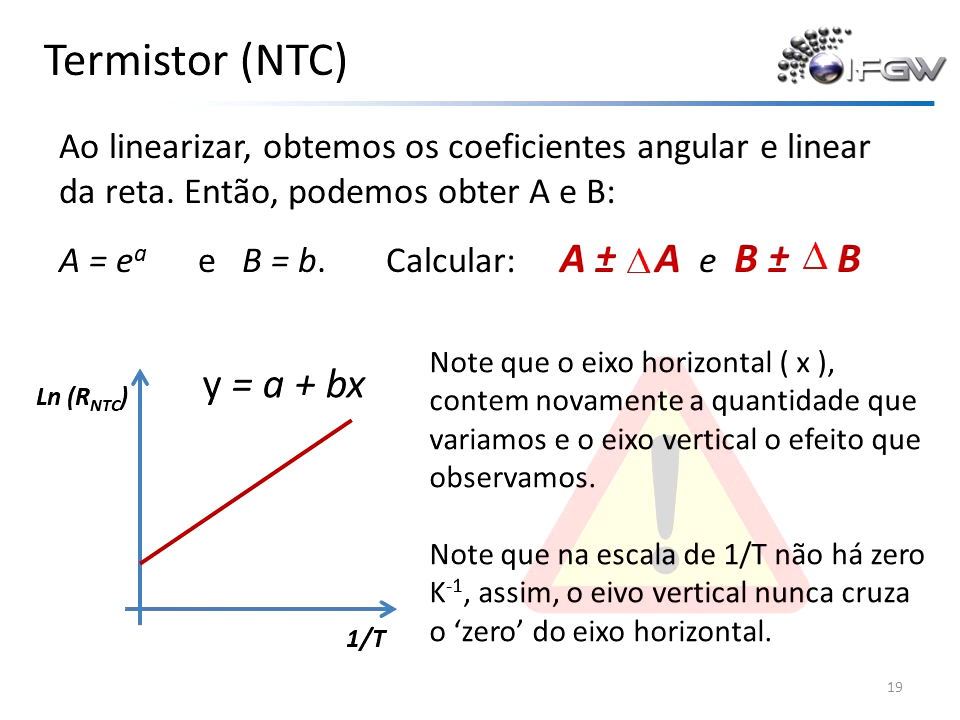 Termistor (NTC)
IFGW
Ao linearizar, obtemos os coeficientes angular e linear
da reta. Então, podemos obter A e B:
A = eᵃ e B = b. Calcular: A ± ∆A e B ± ∆ B
Note que o eixo horizontal ( x ),
contem novamente a quantidade que
variamos e o eixo vertical o efeito que
observamos.
Note que na escala de 1/T não há zero
K⁻¹, assim, o eivo vertical nunca cruza
o ‘zero’ do eixo horizontal.
y = a + bx
Ln (R_NTC)
1/T
19